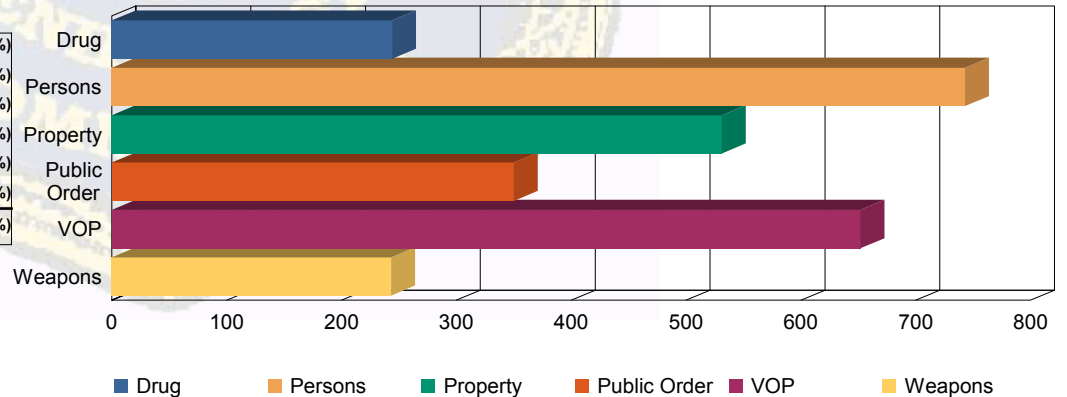 %)
%)
%)
%)
%)
%)
%)
Drug
Persons
Property
Public
Order
VOP
Weapons
0 100 200 300 400 500 600 700 800
Drug Persons Property Public Order VOP Weapons